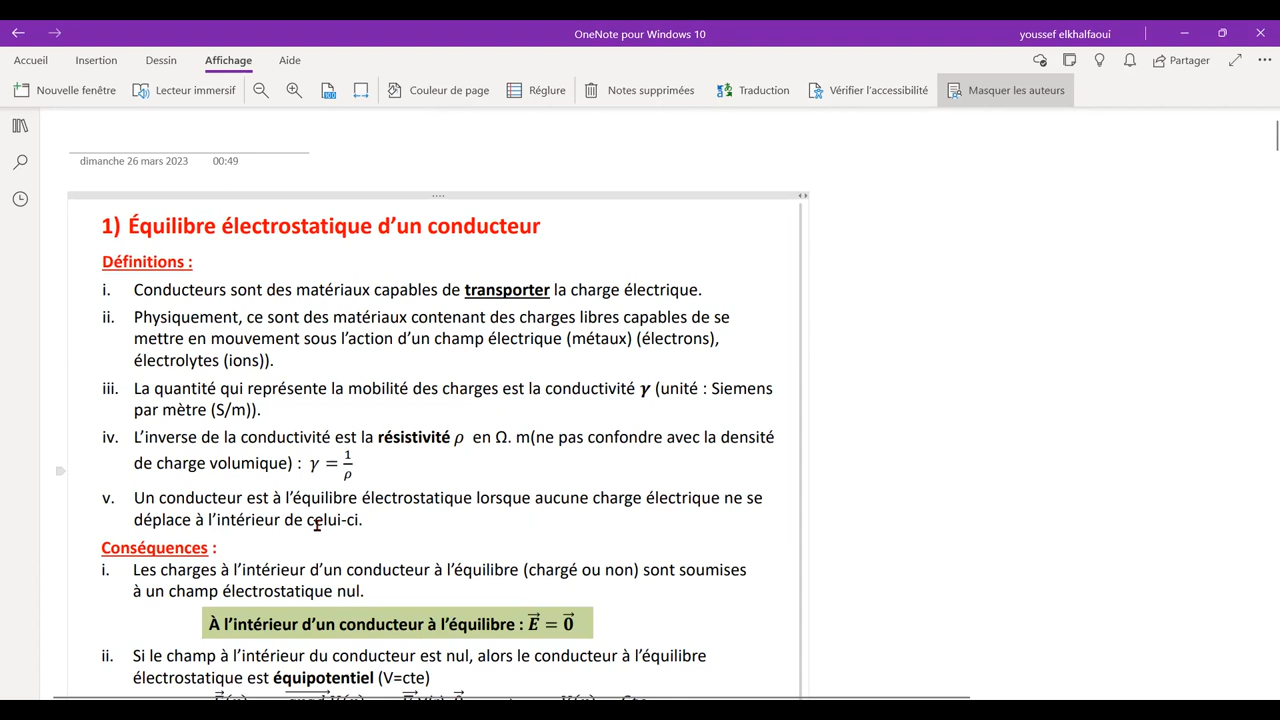 OneNote pour Windows 10
youssef elkhalfaoui
Accueil Insertion Dessin Affichage Aide
Partager
Nouvelle fenêtre Lecteur immersif 100 Couleur de page Réglure Notes supprimées Traduction Vérifier l'accessibilité Masquer les auteurs
dimanche 26 mars 2023 00:49
1) Équilibre électrostatique d'un conducteur
Définitions :
i. Conducteurs sont des matériaux capables de transporter la charge électrique.
ii. Physiquement, ce sont des matériaux contenant des charges libres capables de se
mettre en mouvement sous l'action d'un champ électrique (métaux) (électrons),
électrolytes (ions)).
iii. La quantité qui représente la mobilité des charges est la conductivité γ (unité : Siemens
par mètre (S/m)).
iv. L'inverse de la conductivité est la résistivité ρ en Ω. m(ne pas confondre avec la densité
de charge volumique) : γ = 1/ρ
v. Un conducteur est à l'équilibre électrostatique lorsque aucune charge électrique ne se
déplace à l'intérieur de celui-ci.
Conséquences :
i. Les charges à l'intérieur d'un conducteur à l'équilibre (chargé ou non) sont soumises
à un champ électrostatique nul.
À l'intérieur d'un conducteur à l'équilibre : E⃗ = 0⃗
ii. Si le champ à l'intérieur du conducteur est nul, alors le conducteur à l'équilibre
électrostatique est équipotentiel (V=cte)